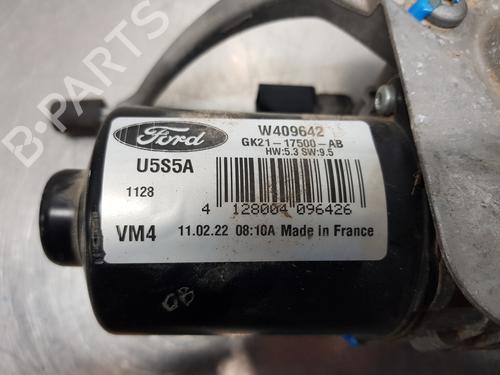 Ford
W409642
GK21-17500-AB
HW:5.3 SW:9.5
U5S5A
1128
4 128004 096426
VM4
11.02.22 08:10A Made in France
GB
B-Parts